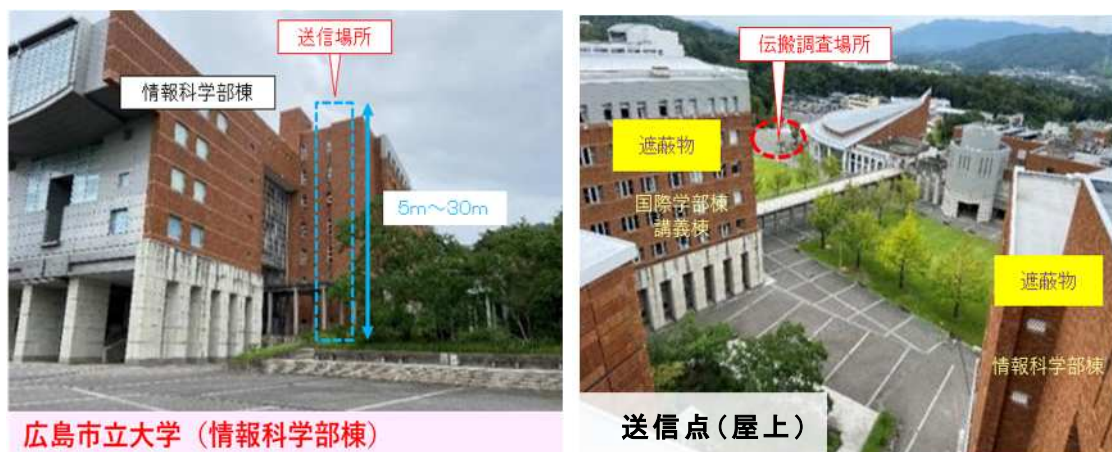 送信場所
情報科学部棟
5m～30m
広島市立大学（情報科学部棟）
伝搬調査場所
遮蔽物
国際学部棟
講義棟
遮蔽物
情報科学部棟
送信点（屋上）